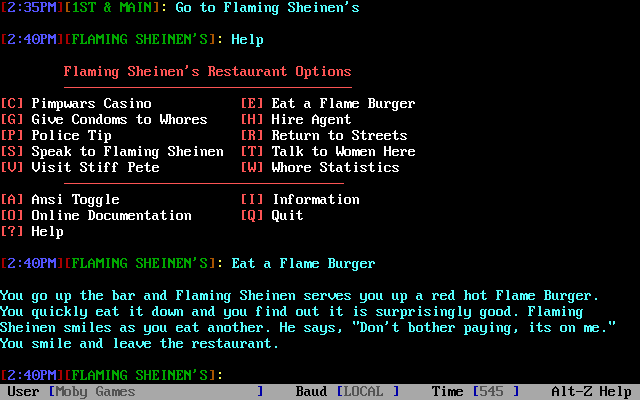 [2:35PM][1ST & MAIN]: Go to Flaming Sheinen's
[2:40PM][FLAMING SHEINEN'S]: Help
Flaming Sheinen's Restaurant Options
[C] Pimpwars Casino [E] Eat a Flame Burger
[G] Give Condoms to Whores [H] Hire Agent
[P] Police Tip [R] Return to Streets
[S] Speak to Flaming Sheinen [T] Talk to Women Here
[V] Visit Stiff Pete [W] Whore Statistics
[A] Ansi Toggle [I] Information
[O] Online Documentation [Q] Quit
[?] Help
[2:40PM][FLAMING SHEINEN'S]: Eat a Flame Burger
You go up the bar and Flaming Sheinen serves you up a red hot Flame Burger.
You quickly eat it down and you find out it is surprisingly good. Flaming
Sheinen smiles as you eat another. He says, "Don't bother paying, its on me."
You smile and leave the restaurant.
[2:40PM][FLAMING SHEINEN'S]:
User [Moby Games ] Baud [LOCAL ] Time [545 ] Alt-Z Help